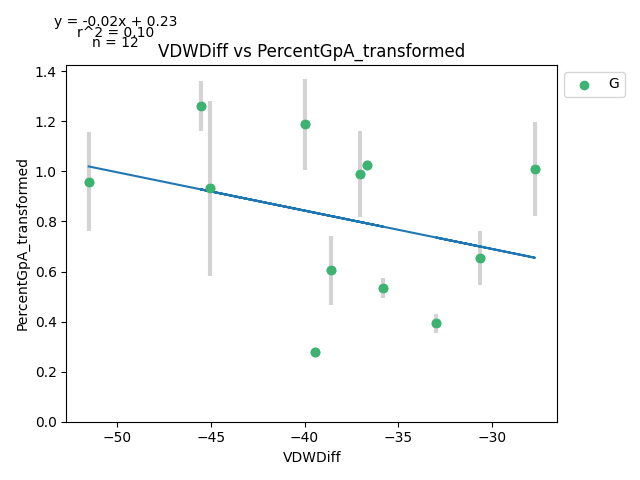 y = -0.02x + 0.23
r^2 = 0.10
n = 12
VDWDiff vs PercentGpA_transformed
G
PercentGpA_transformed
1.4
1.2
1.0
0.8
0.6
0.4
0.2
0.0
−50
−45
−40
−35
−30
VDWDiff